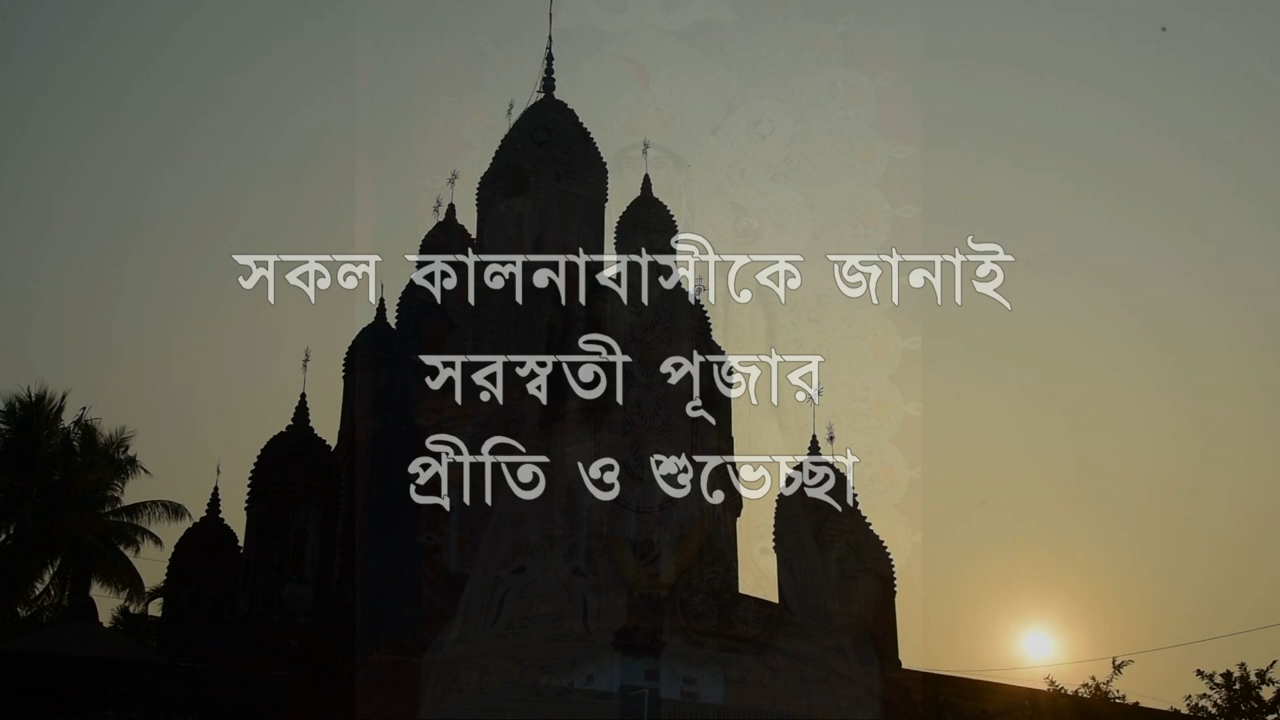 সকল কালনাবাসীকে জানাই
সরস্বতী পূজার
প্রীতি ও শুভেচ্ছা